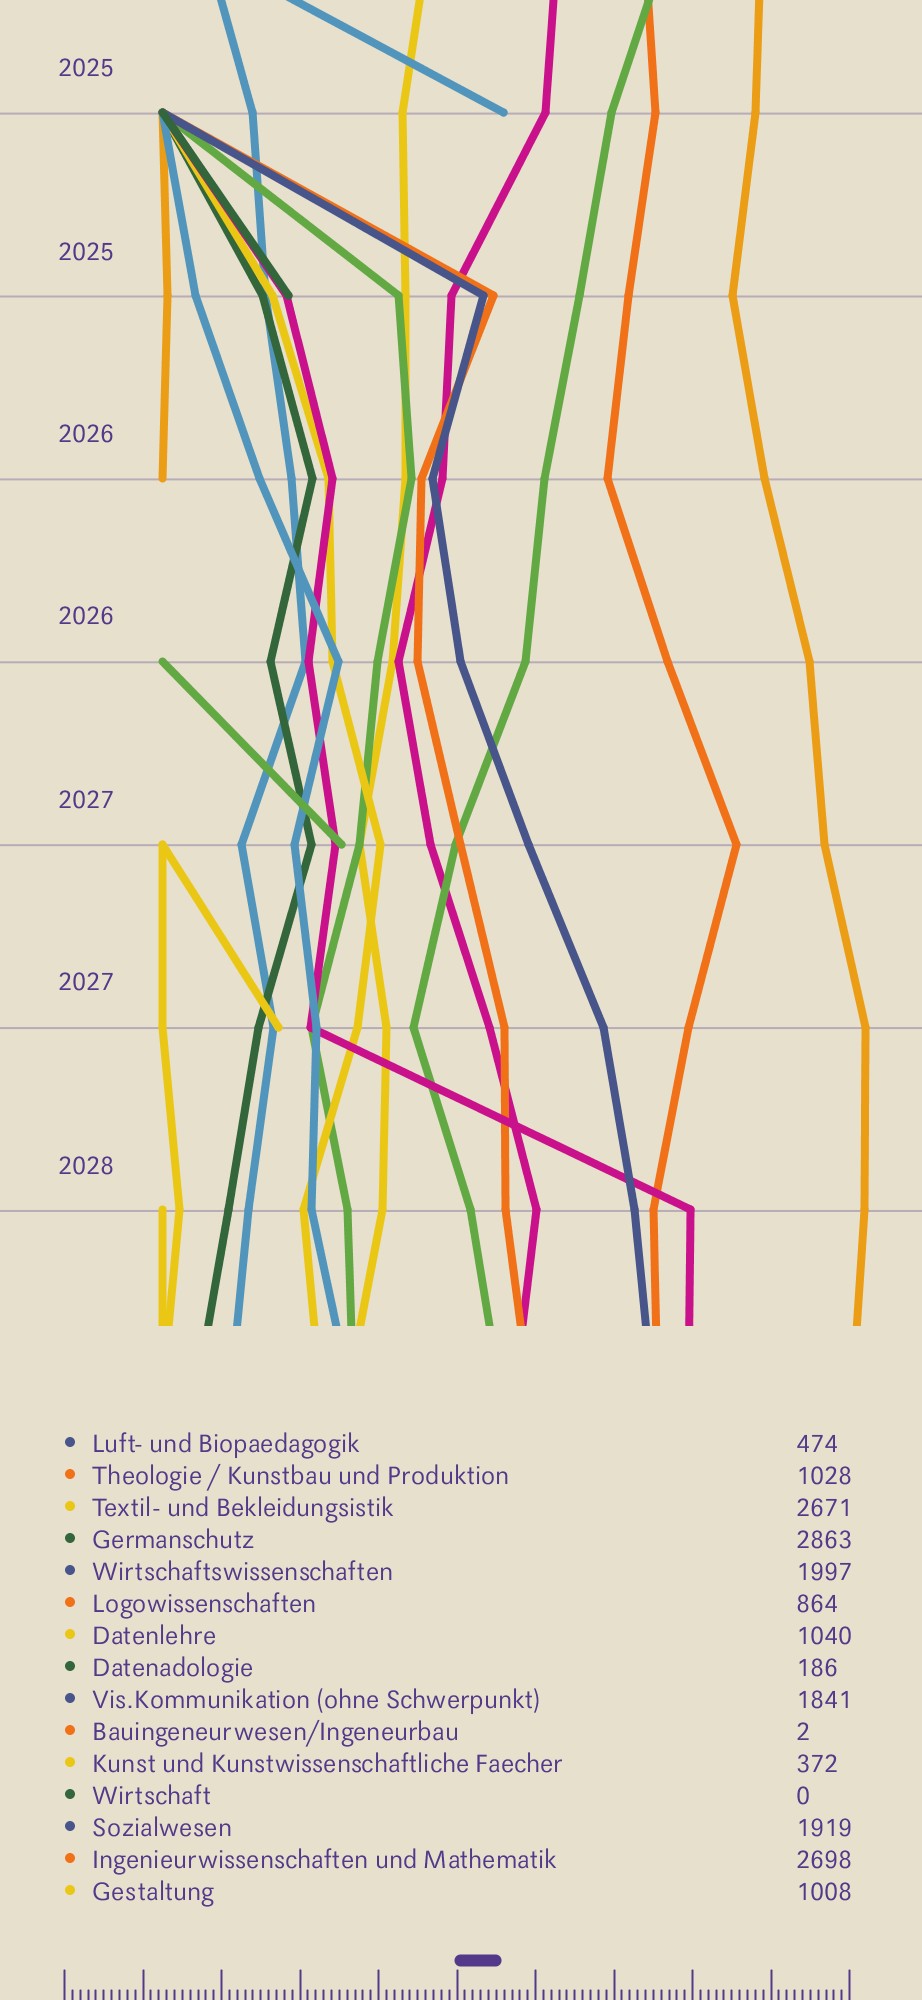 2025
2025
2026
2026
2027
2027
2028
Luft- und Biopaedagogik 474
Theologie / Kunstbau und Produktion 1028
Textil- und Bekleidungsistik 2671
Germanschutz 2863
Wirtschaftswissenschaften 1997
Logowissenschaften 864
Datenlehre 1040
Datenadologie 186
Vis.Kommunikation (ohne Schwerpunkt) 1841
Bauingeneurwesen/Ingeneurbau 2
Kunst und Kunstwissenschaftliche Faecher 372
Wirtschaft 0
Sozialwesen 1919
Ingenieurwissenschaften und Mathematik 2698
Gestaltung 1008